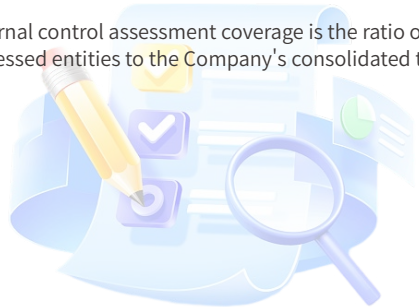 rnal control assessment coverage is the ratio o
essed entities to the Company's consolidated t